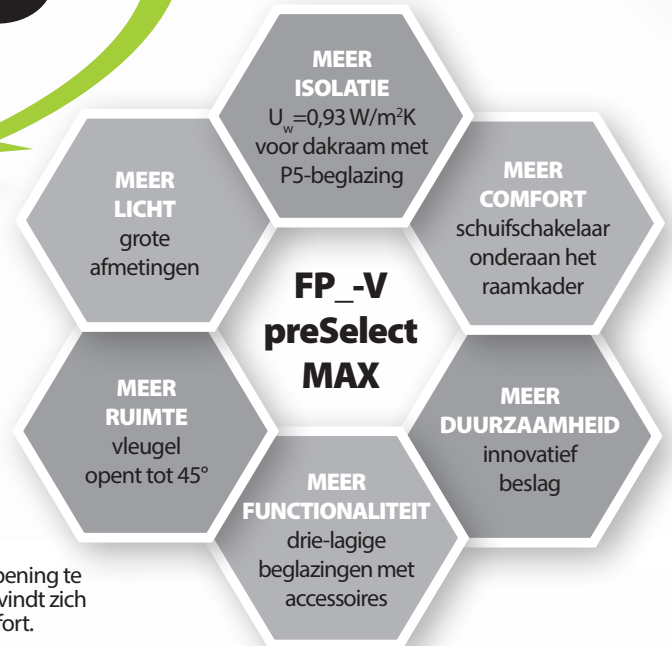 MEER
ISOLATIE
Uw=0,93 W/m²K
voor dakraam met
P5-beglazing
MEER
LICHT
grote
afmetingen
MEER
COMFORT
schuifschakelaar
onderaan het
raamkader
FP_-V
preSelect
MAX
MEER
RUIMTE
vleugel
opent tot 45°
MEER
DUURZAAMHEID
innovatief
beslag
MEER
FUNCTIONALITEIT
drie-lagige
beglazingen met
accessoires
te
zich